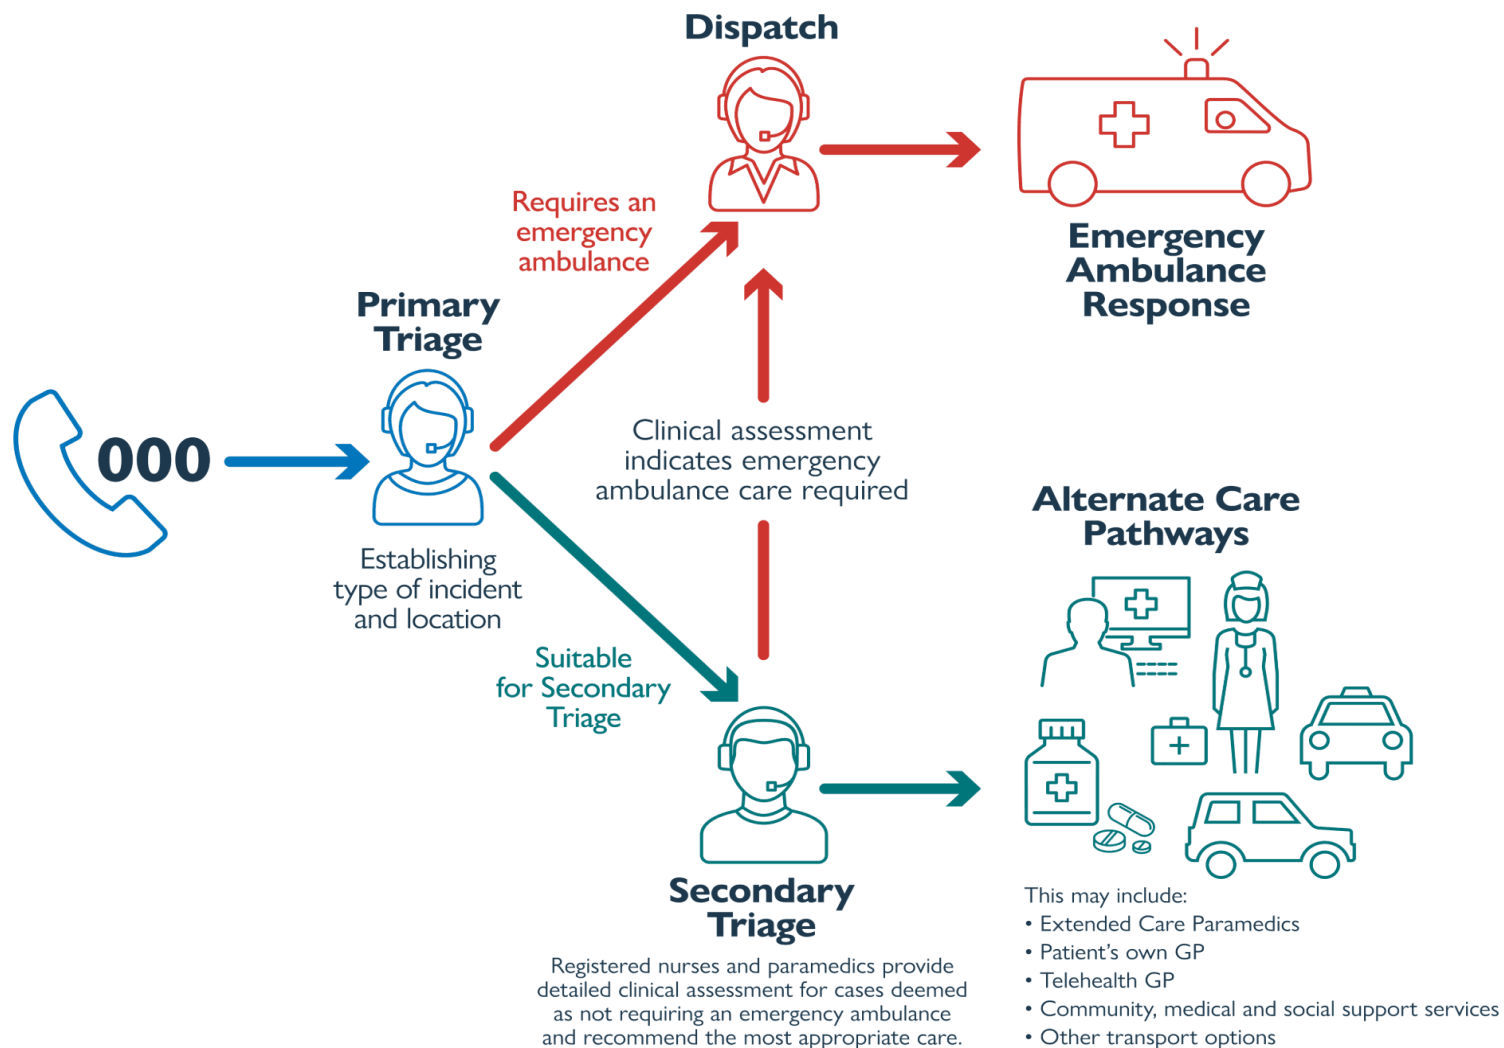 Dispatch
Requires an
emergency
ambulance
Emergency
Ambulance
Response
Primary
Triage
000
Clinical assessment
indicates emergency
ambulance care required
Establishing
type of incident
and location
Suitable
for Secondary
Triage
Alternate Care
Pathways
Secondary
Triage
Registered nurses and paramedics provide
detailed clinical assessment for cases deemed
as not requiring an emergency ambulance
and recommend the most appropriate care.
This may include:
• Extended Care Paramedics
• Patient’s own GP
• Telehealth GP
• Community, medical and social support services
• Other transport options